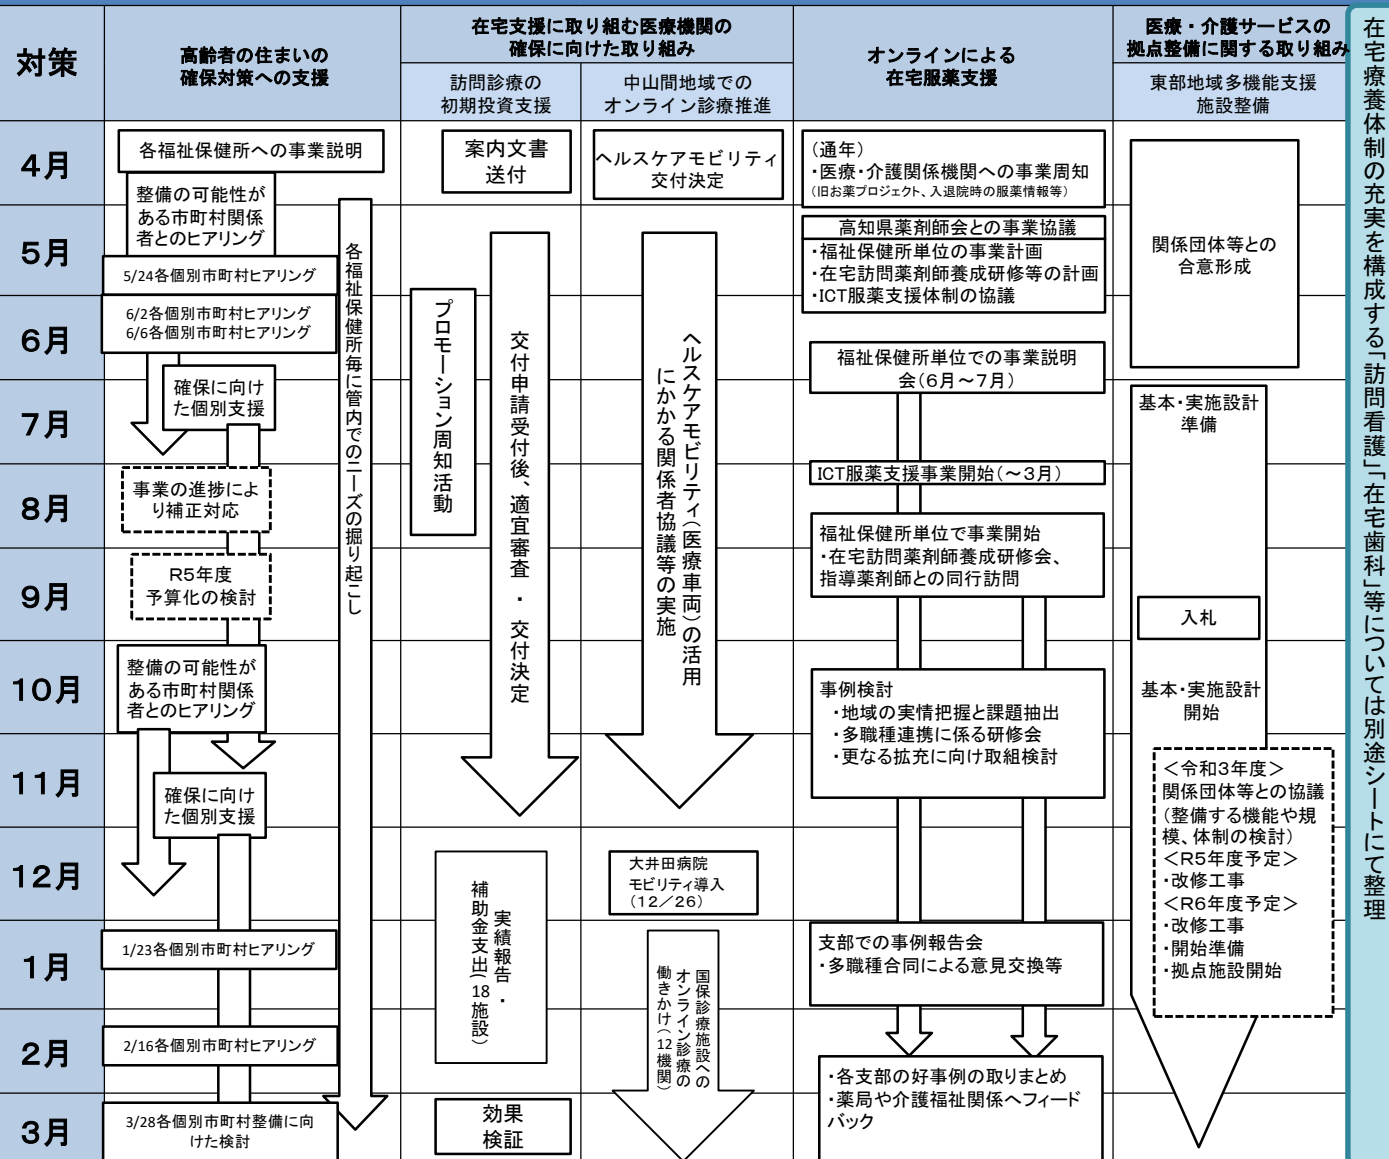 対策
高齢者の住まいの
確保対策への支援
在宅支援に取り組む医療機関の
確保に向けた取り組み
訪問診療の
初期投資支援
中山間地域での
オンライン診療推進
オンラインによる
在宅服薬支援
医療・介護サービスの
拠点整備に関する取り組み
東部地域多機能支援
施設整備
4月
5月
6月
7月
8月
9月
10月
11月
12月
1月
2月
3月
各福祉保健所への事業説明
整備の可能性が
ある市町村関係
者とのヒアリング
5/24各個別市町村ヒアリング
6/2各個別市町村ヒアリング
6/6各個別市町村ヒアリング
確保に向け
た個別支援
事業の進捗によ
り補正対応
R5年度
予算化の検討
整備の可能性が
ある市町村関係
者とのヒアリング
確保に向け
た個別支援
1/23各個別市町村ヒアリング
2/16各個別市町村ヒアリング
3/28各個別市町村整備に向
けた検討
各福祉保健所毎に管内でのニーズの掘り起こし
案内文書
送付
プロモーション周知活動
交付申請受付後、適宜審査・交付決定
実績報告・
補助金支出(18施設)
効果
検証
ヘルスケアモビリティ
交付決定
ヘルスケアモビリティ(医療車両)の活用
にかかる関係者協議等の実施
大井田病院
モビリティ導入
(12/26)
国保診療施設への
オンライン診療の
働きかけ(12機関)
(通年)
・医療・介護関係機関への事業周知
(旧お薬プロジェクト、入退院時の服薬情報等)
高知県薬剤師会との事業協議
・福祉保健所単位の事業計画
・在宅訪問薬剤師養成研修等の計画
・ICT服薬支援体制の協議
福祉保健所単位での事業説明
会(6月~7月)
ICT服薬支援事業開始(~3月)
福祉保健所単位で事業開始
・在宅訪問薬剤師養成研修会、
指導薬剤師との同行訪問
事例検討
・地域の実情把握と課題抽出
・多職種連携に係る研修会
・更なる拡充に向け取組検討
支部での事例報告会
・多職種合同による意見交換等
・各支部の好事例の取りまとめ
・薬局や介護福祉関係へフィード
バック
関係団体等との
合意形成
基本・実施設計
準備
入札
基本・実施設計
開始
<令和3年度>
関係団体等との協議
(整備する機能や規
模、体制の検討)
<R5年度予定>
・改修工事
<R6年度予定>
・改修工事
・開始準備
・拠点施設開始
在宅療養体制の充実を構成する「訪問看護」「在宅歯科」等については別途シートにて整理